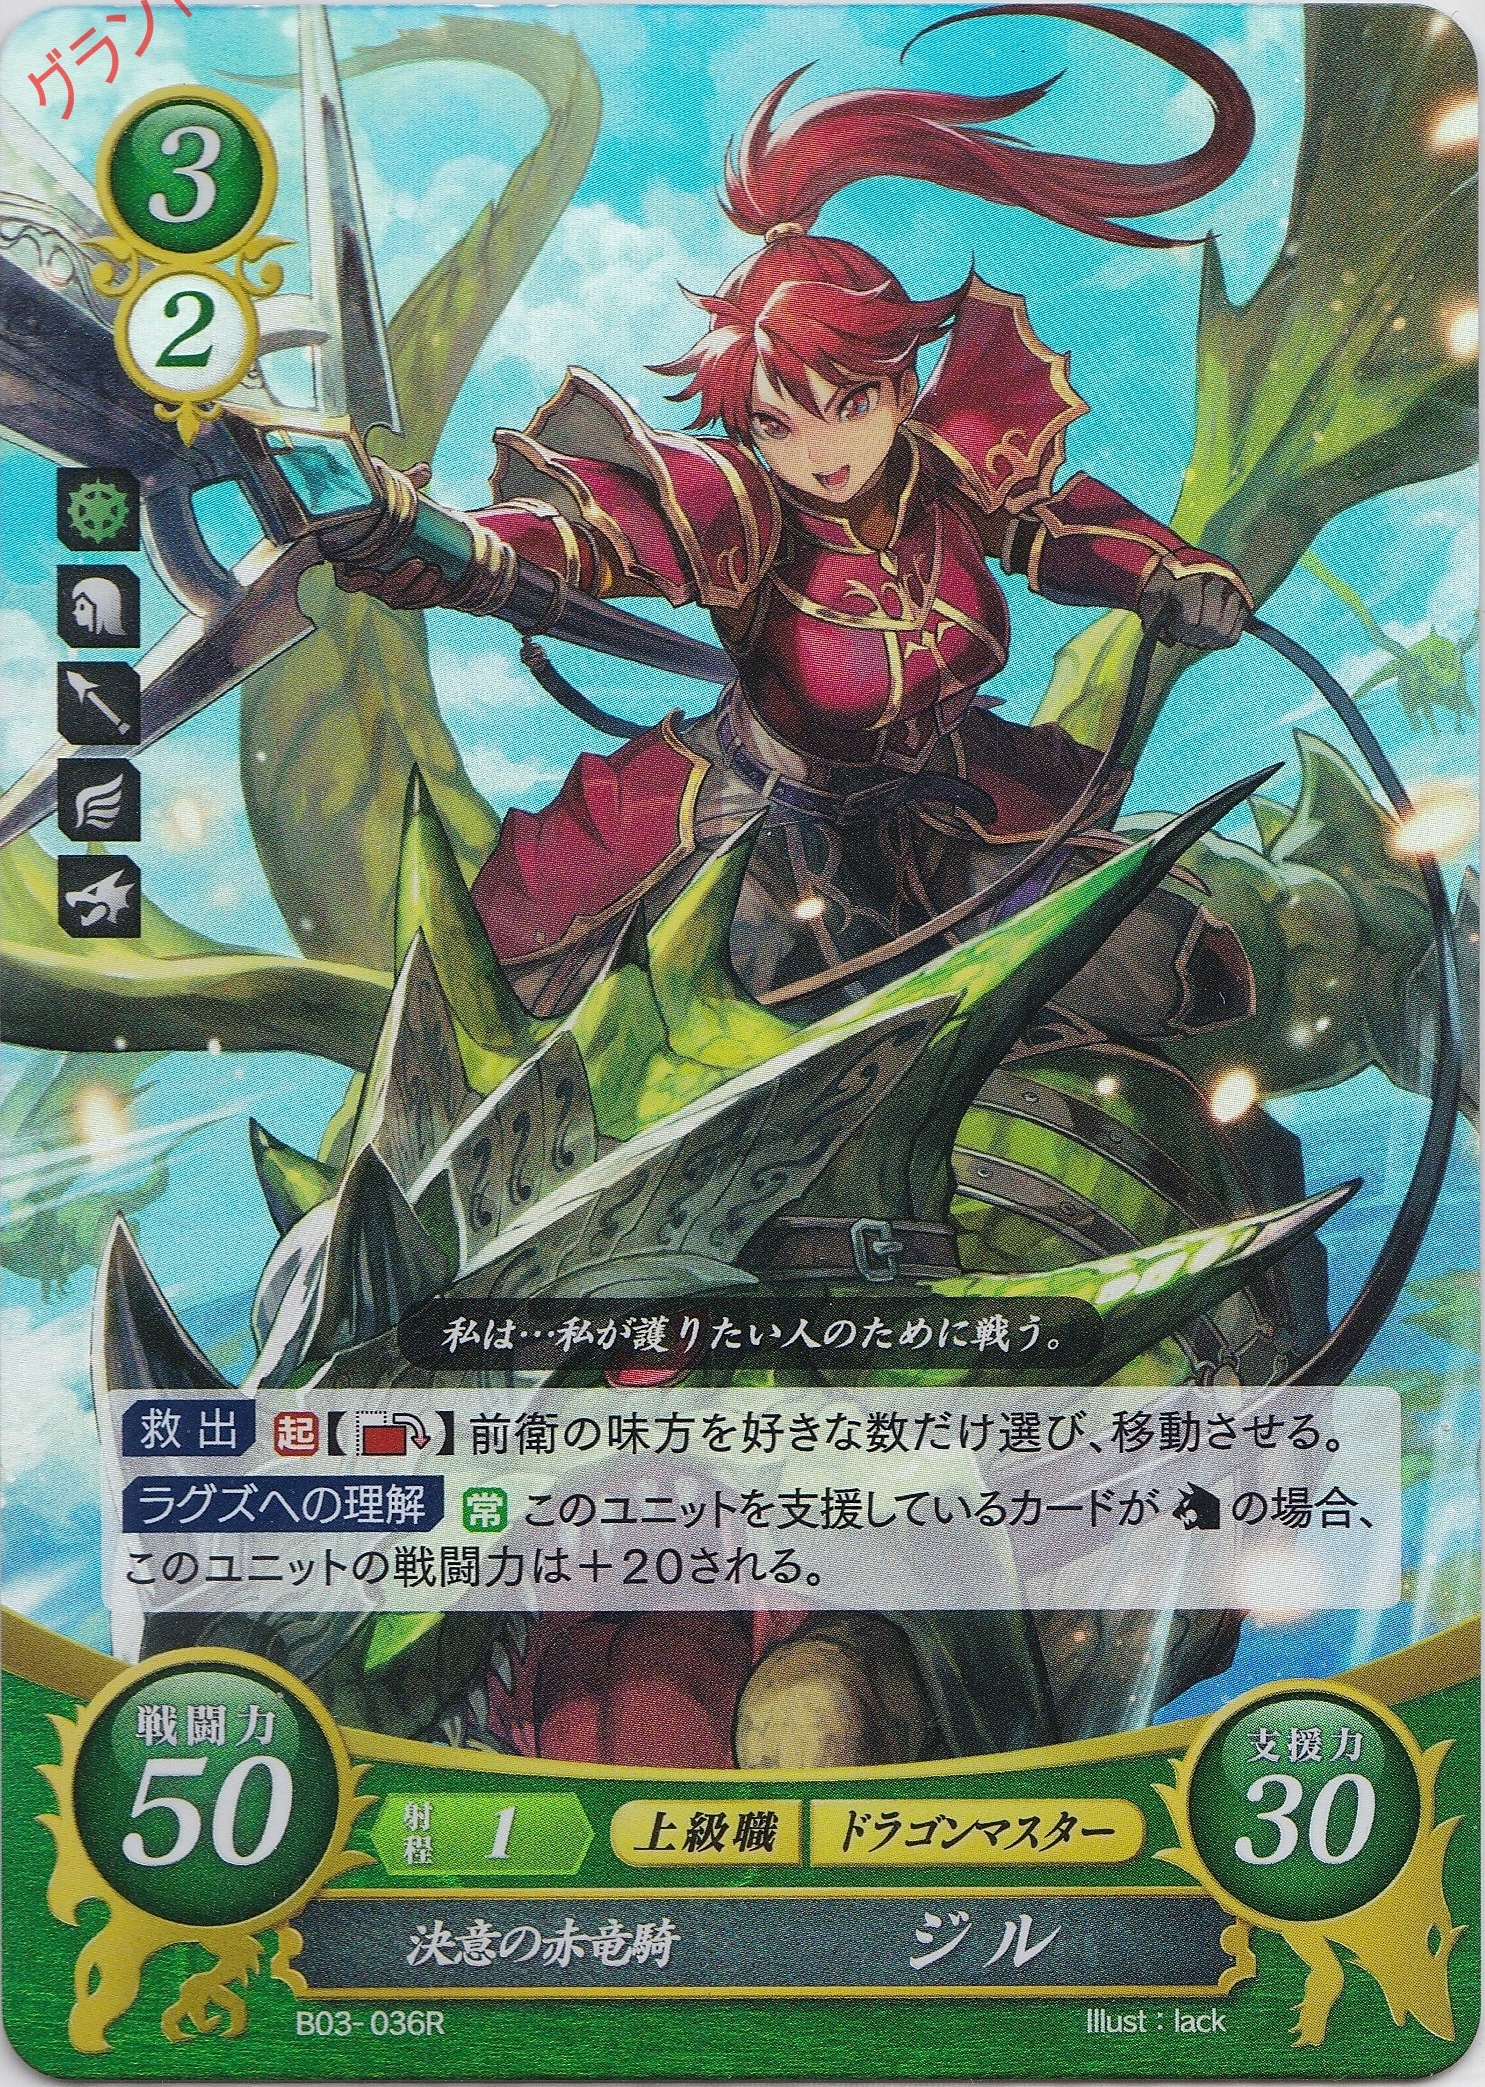 グラン
3
2
私は…私が護りたい人のために戦う。
救出 起【】前衛の味方を好きな数だけ選び、移動させる。
ラグズへの理解 常 このユニットを支援しているカードがの場合、
このユニットの戦闘力は＋20される。
戦闘力
50
射程 1
上級職 ドラゴンマスター
支援力
30
決意の赤竜騎 ジル
B03-036R Illust : lack